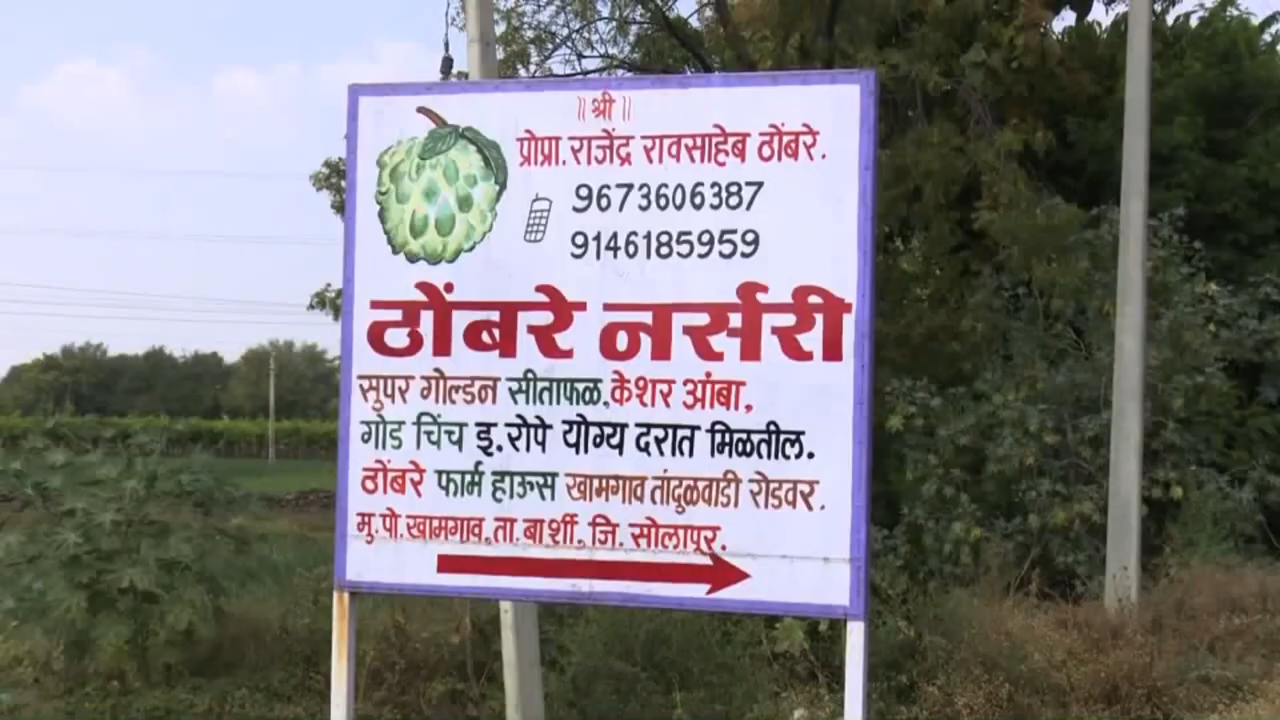 ॥ श्री ॥
प्रोप्रा. राजेंद्र रावसाहेब ठोंबरे.
9673606387
9146185959
ठोंबरे नर्सरी
सुपर गोल्डन सीताफळ, केशर आंबा,
गोड चिंच इ. रोपे योग्य दरात मिळतील.
ठोंबरे फार्म हाऊस खामगाव तांदुळवाडी रोडवर.
मु. पो. खामगाव, ता. बार्शी, जि. सोलापूर.